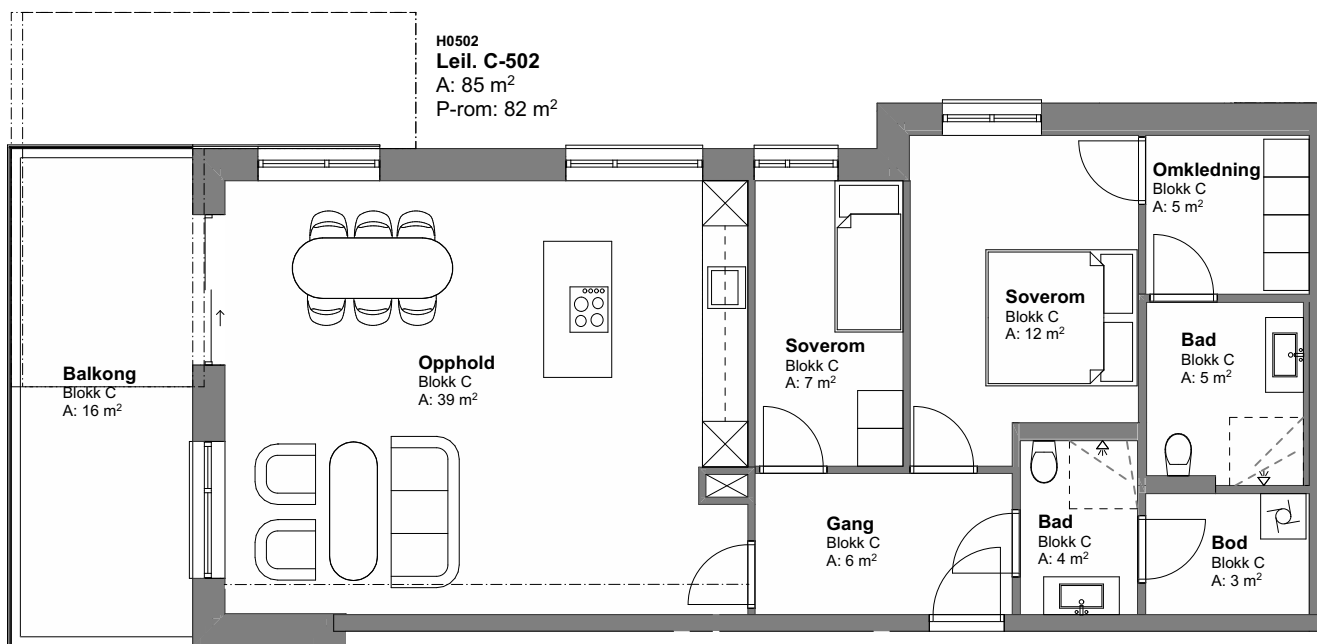 H0502
Leil. C-502
A: 85 m²
P-rom: 82 m²
Omkledning
Blokk C
A: 5 m²
Soverom
Blokk C
A: 12 m²
Bad
Blokk C
A: 5 m²
Soverom
Blokk C
A: 7 m²
Opphold
Blokk C
A: 39 m²
Balkong
Blokk C
A: 16 m²
Gang
Blokk C
A: 6 m²
Bad
Blokk C
A: 4 m²
Bod
Blokk C
A: 3 m²